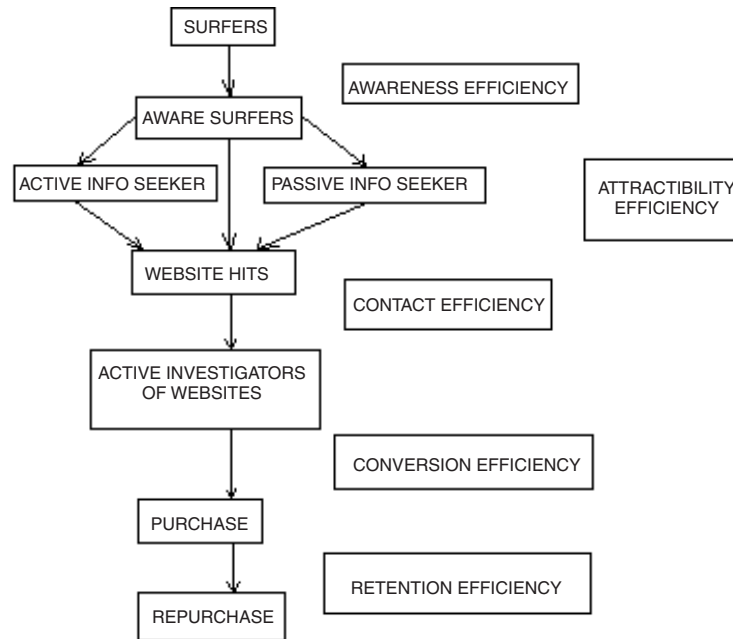 SURFERS
AWARENESS EFFICIENCY
AWARE SURFERS
ACTIVE INFO SEEKER
PASSIVE INFO SEEKER
ATTRACTIBILITY
EFFICIENCY
WEBSITE HITS
CONTACT EFFICIENCY
ACTIVE INVESTIGATORS
OF WEBSITES
CONVERSION EFFICIENCY
PURCHASE
RETENTION EFFICIENCY
REPURCHASE